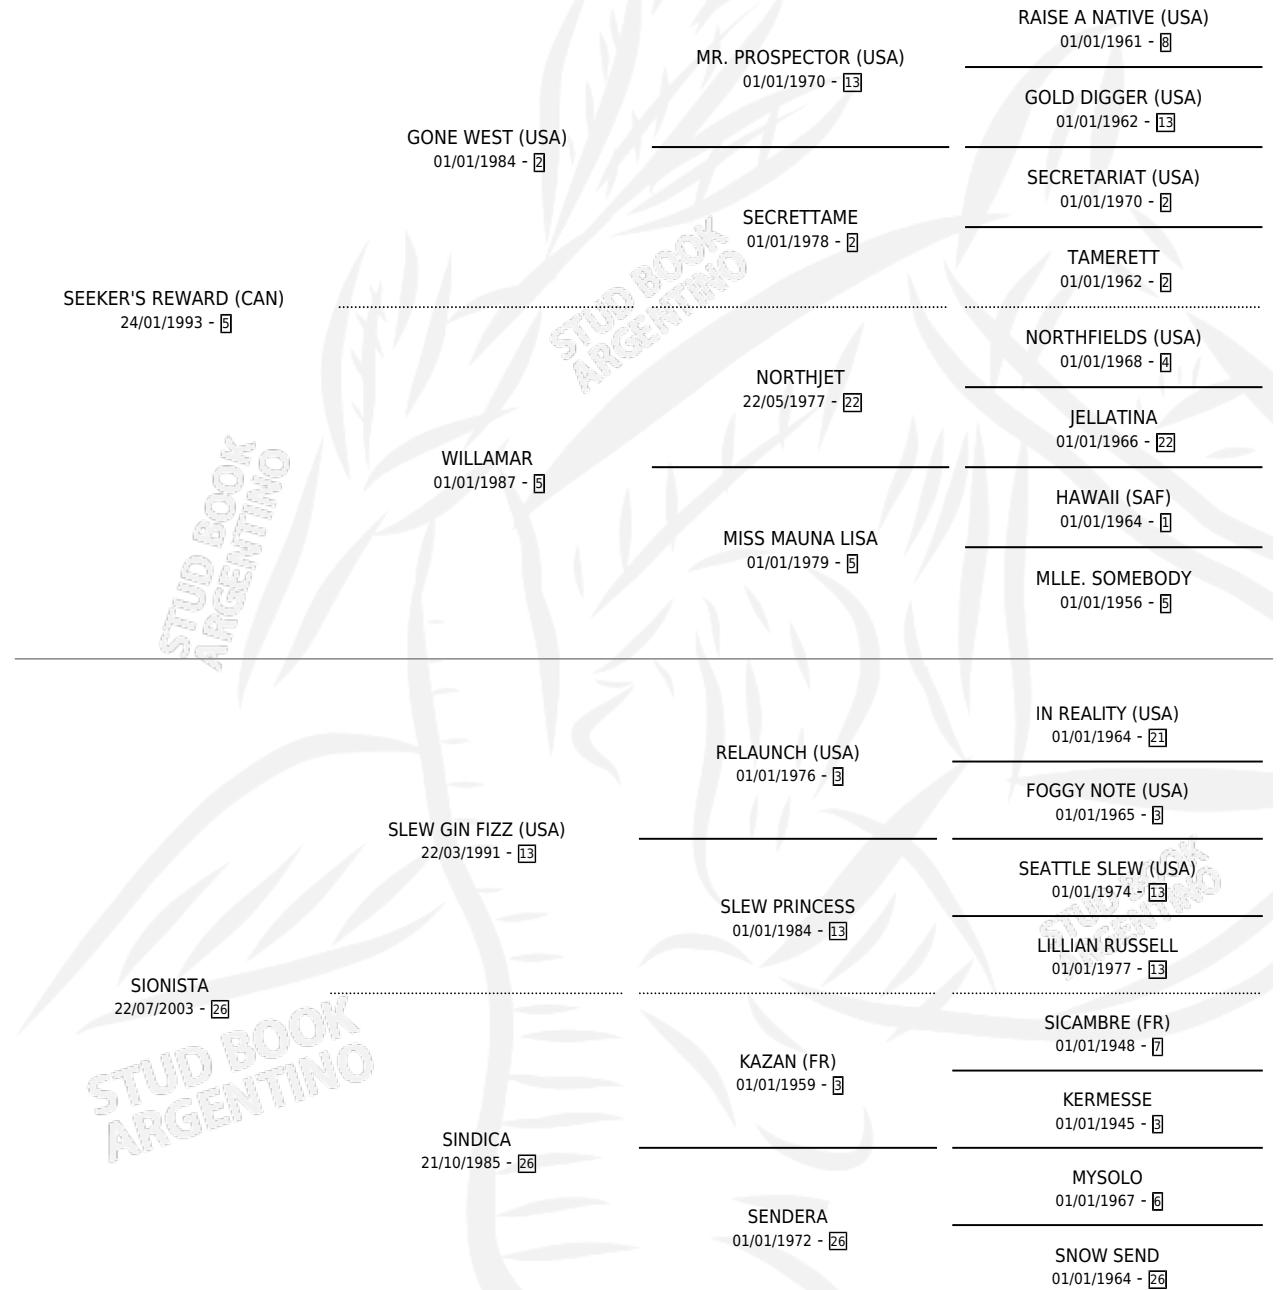 RAISE A NATIVE (USA)
01/01/1961 - 8
MR. PROSPECTOR (USA)
01/01/1970 - 13
GOLD DIGGER (USA)
01/01/1962 - 13
GONE WEST (USA)
01/01/1984 - 2
SECRETARIAT (USA)
01/01/1970 - 2
SECRETTAME
01/01/1978 - 2
TAMERETT
01/01/1962 - 2
SEEKER'S REWARD (CAN)
24/01/1993 - 5
NORTHFIELDS (USA)
01/01/1968 - 4
NORTHJET
22/05/1977 - 22
JELLATINA
01/01/1966 - 22
WILLAMAR
01/01/1987 - 5
HAWAII (SAF)
01/01/1964 - 1
MISS MAUNA LISA
01/01/1979 - 5
MLLE. SOMEBODY
01/01/1956 - 5
IN REALITY (USA)
01/01/1964 - 21
RELAUNCH (USA)
01/01/1976 - 3
FOGGY NOTE (USA)
01/01/1965 - 3
SLEW GIN FIZZ (USA)
22/03/1991 - 13
SEATTLE SLEW (USA)
01/01/1974 - 13
SLEW PRINCESS
01/01/1984 - 13
LILLIAN RUSSELL
01/01/1977 - 13
SIONISTA
22/07/2003 - 26
SICAMBRE (FR)
01/01/1948 - 7
KAZAN (FR)
01/01/1959 - 3
KERMESSE
01/01/1945 - 3
SINDICA
21/10/1985 - 26
MYSOLO
01/01/1967 - 6
SENDERA
01/01/1972 - 26
SNOW SEND
01/01/1964 - 26
STUD BOOK
ARGENTINO
STUD BOOK
ARGENTINO
STUD BOOK
ARGENTINO
STUD BOOK
ARGENTINO